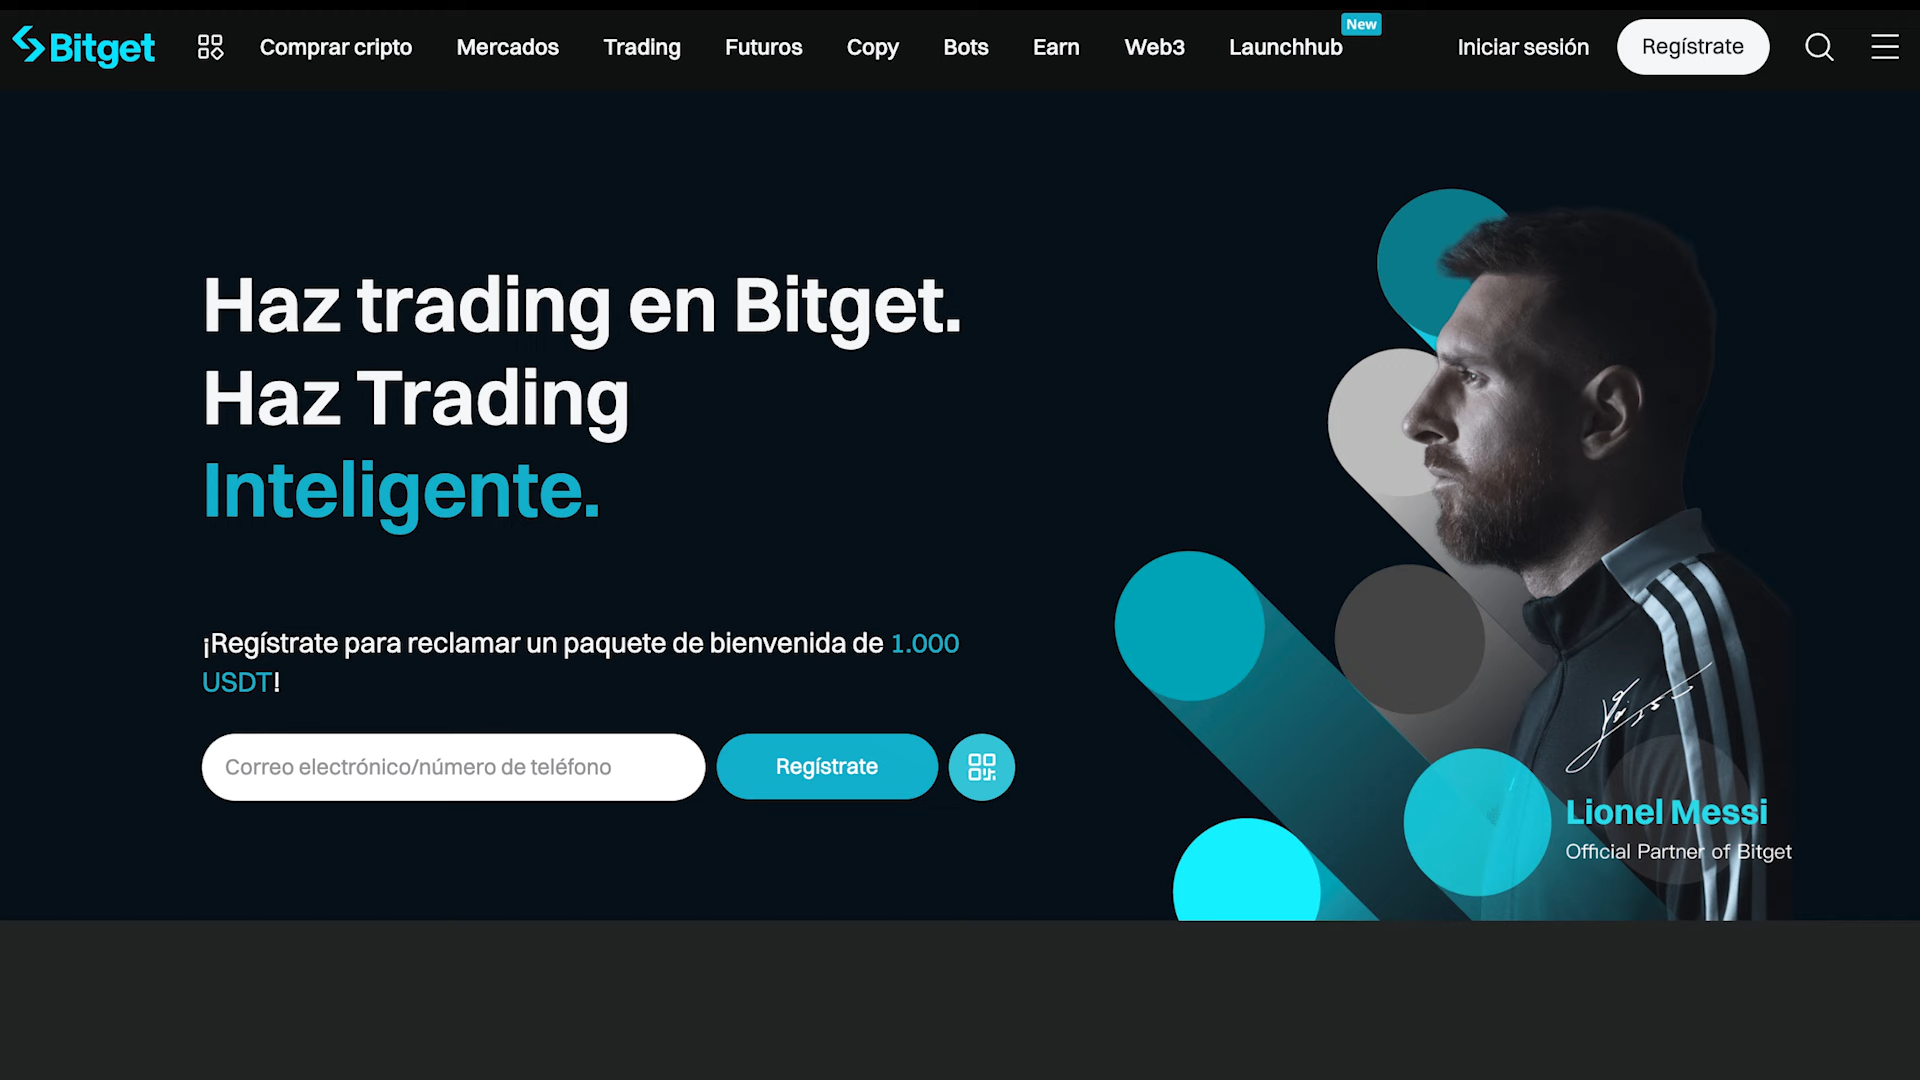 Bitget
Comprar cripto
Mercados
Trading
Futuros
Copy
Bots
Earn
Web3
Launchhub
New
Iniciar sesión
Regístrate
Haz trading en Bitget.
Haz Trading
Inteligente.
¡Regístrate para reclamar un paquete de bienvenida de 1.000
USDT!
Correo electrónico/número de teléfono
Regístrate
Lionel Messi
Official Partner of Bitget